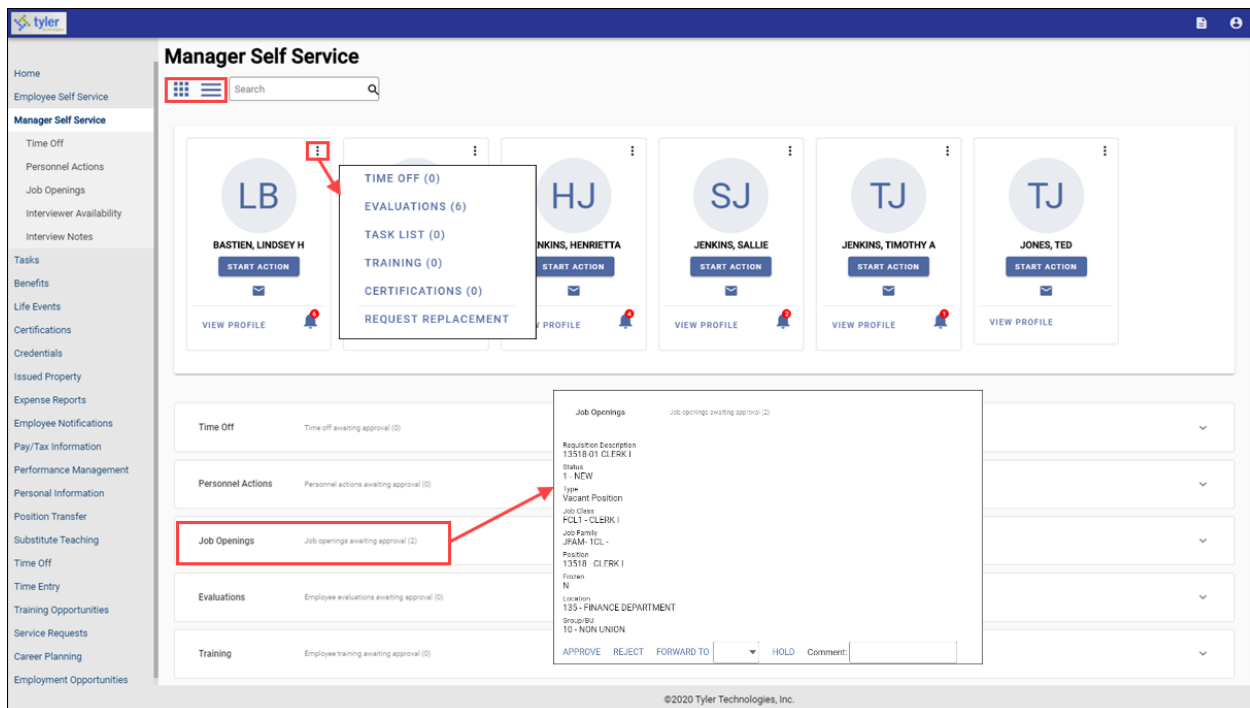 tyler
technologies
Home
Employee Self Service
Manager Self Service
Time Off
Personnel Actions
Job Openings
Interviewer Availability
Interview Notes
Tasks
Benefits
Life Events
Certifications
Credentials
Issued Property
Expense Reports
Employee Notifications
Pay/Tax Information
Performance Management
Personal Information
Position Transfer
Substitute Teaching
Time Off
Time Entry
Training Opportunities
Service Requests
Career Planning
Employment Opportunities
Manager Self Service
Search
LB
BASTIEN, LINDSEY H
START ACTION
VIEW PROFILE
6
TIME OFF (0)
EVALUATIONS (6)
TASK LIST (0)
TRAINING (0)
CERTIFICATIONS (0)
REQUEST REPLACEMENT
HJ
NKINS, HENRIETTA
START ACTION
PROFILE
4
SJ
JENKINS, SALLIE
START ACTION
VIEW PROFILE
2
TJ
JENKINS, TIMOTHY A
START ACTION
VIEW PROFILE
1
TJ
JONES, TED
START ACTION
VIEW PROFILE
Time Off Time off awaiting approval (0)
Personnel Actions Personnel actions awaiting approval (0)
Job Openings Job openings awaiting approval (2)
Evaluations Employee evaluations awaiting approval (0)
Training Employee training awaiting approval (0)
Job Openings Job openings awaiting approval (2)
Requisition Description
13518-01 CLERK I
Status
1 - NEW
Type
Vacant Position
Job Class
FCL1 - CLERK I
Job Family
JFAM- 1CL -
Position
13518 - CLERK I
Frozen
N
Location
135 - FINANCE DEPARTMENT
Group/BU
10 - NON UNION
APPROVE REJECT FORWARD TO HOLD Comment:
©2020 Tyler Technologies, Inc.